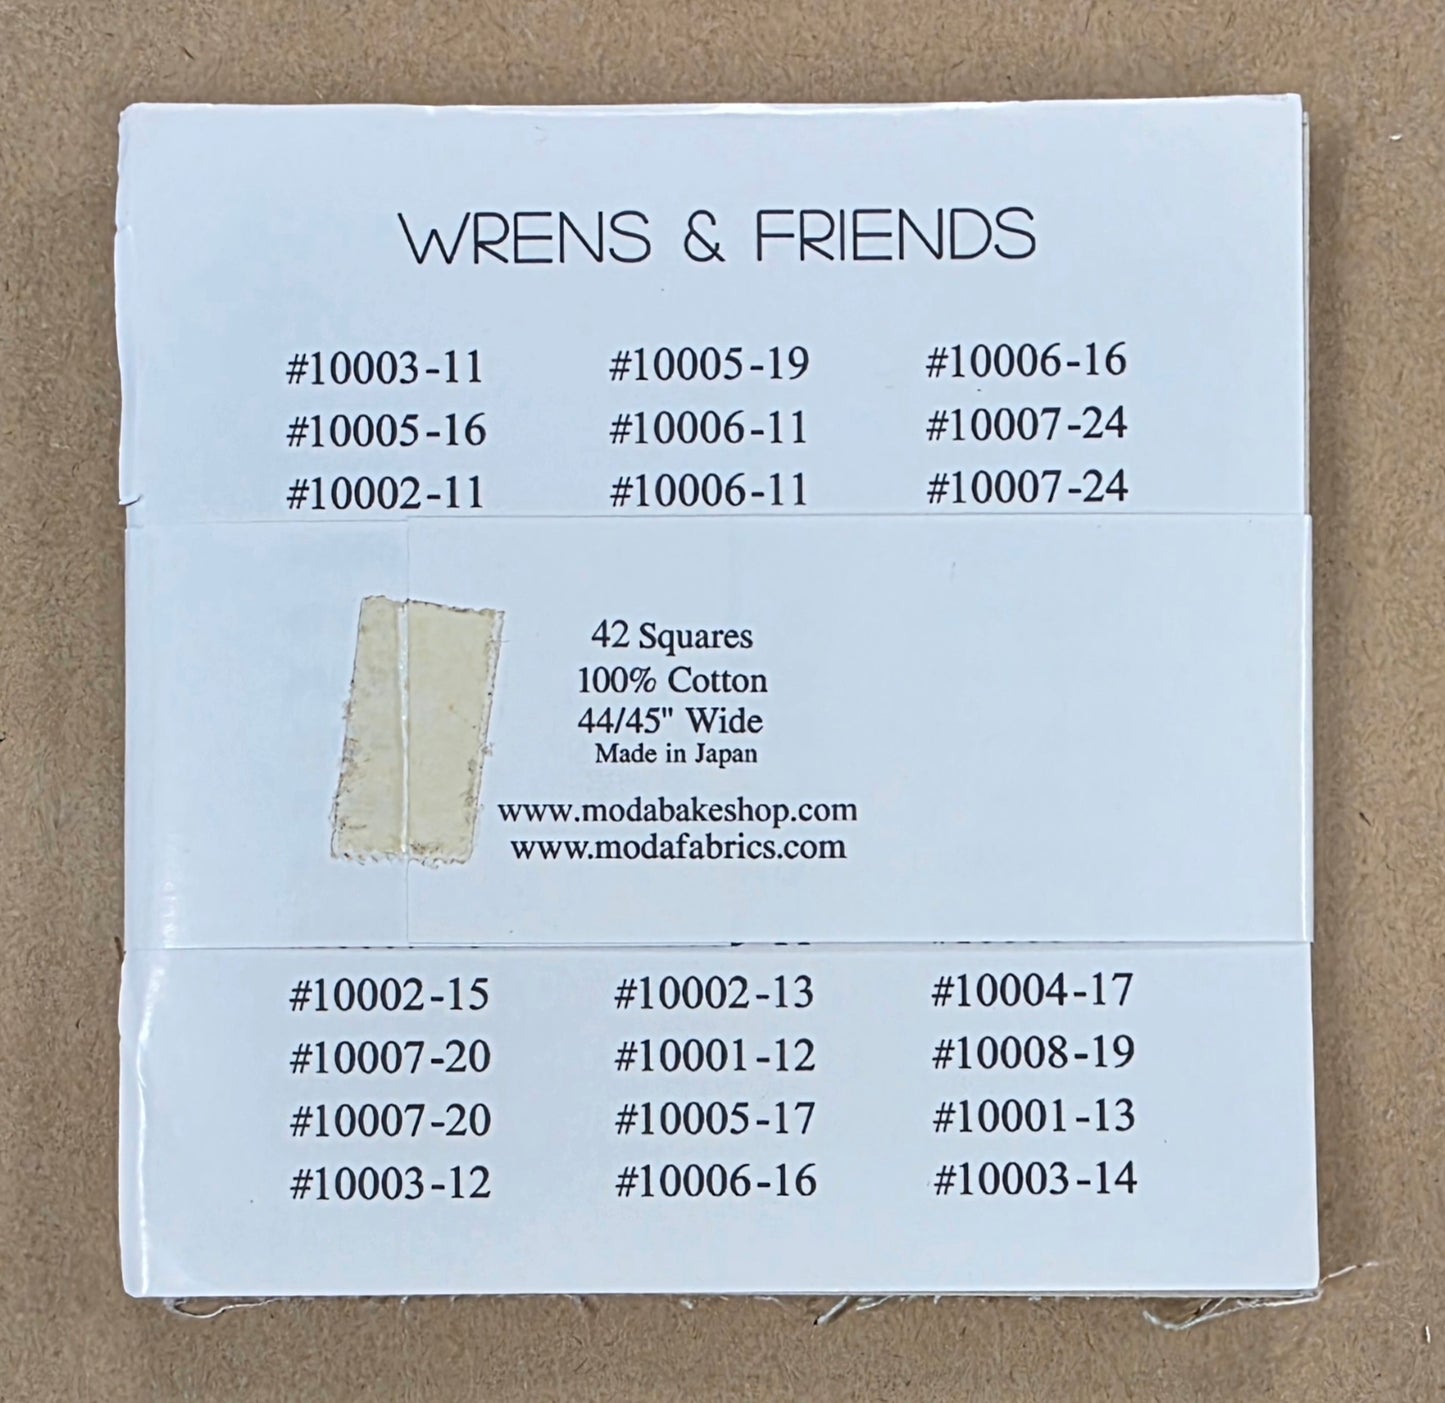 WRENS & FRIENDS
#10003-11 #10005-19 #10006-16
#10005-16 #10006-11 #10007-24
#10002-11 #10006-11 #10007-24
42 Squares
100% Cotton
44/45" Wide
Made in Japan
www.modabakeshop.com
www.modafabrics.com
#10002-15 #10002-13 #10004-17
#10007-20 #10001-12 #10008-19
#10007-20 #10005-17 #10001-13
#10003-12 #10006-16 #10003-14